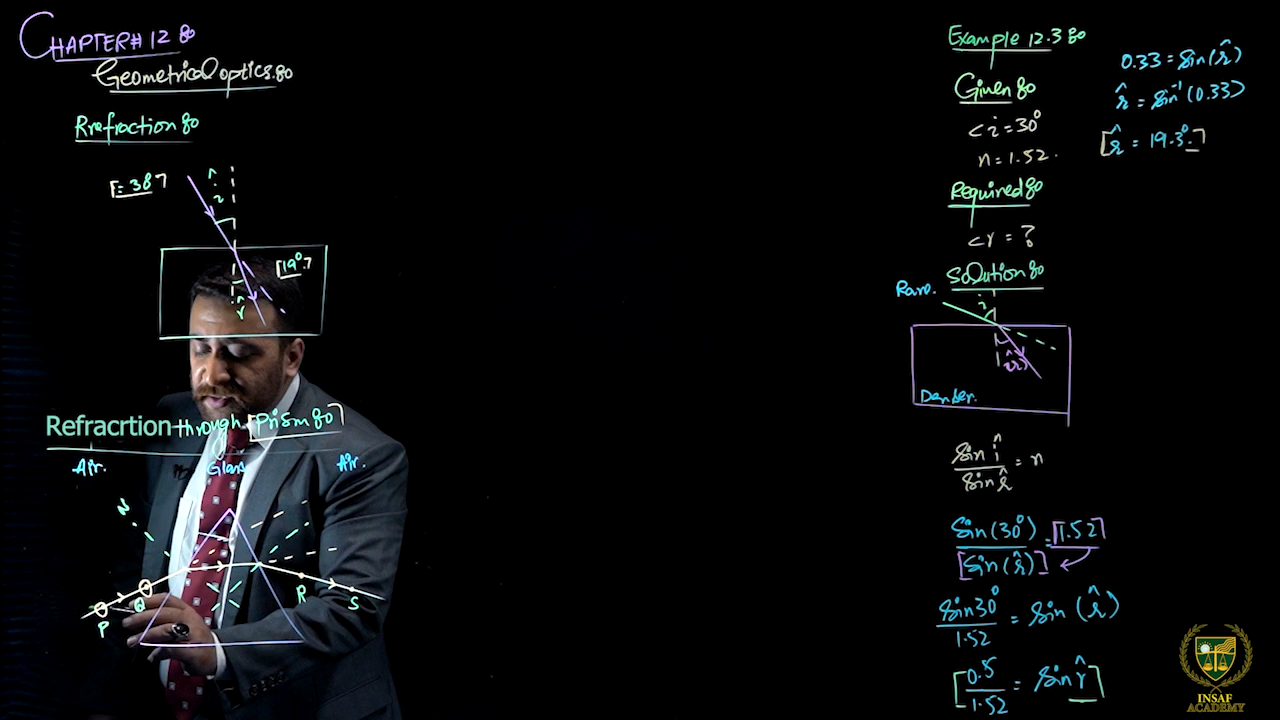 CHAPTER# 12 :-
Geometrical optics:-
Rrefraction:-
[= 38°]
î
[19°]
r̂
Refracrtion through [Prism:-]
Air.
Glass
Air.
N
P
Q
R
S
Example 12.3:-
Given:-
<i = 30°
n = 1.52.
Required:-
<r = ?
Solution:-
Rare.
i
(r̂)
Denser.
sin î / sin r̂ = n
Sin(30°) / [Sin(r̂)] = [1.52]
sin30° / 1.52 = sin (r̂)
[0.5 / 1.52 = sin r̂]
0.33 = sin(r̂)
r̂ = sin⁻¹(0.33)
[r̂ = 19.3°.]
INSAF
ACADEMY